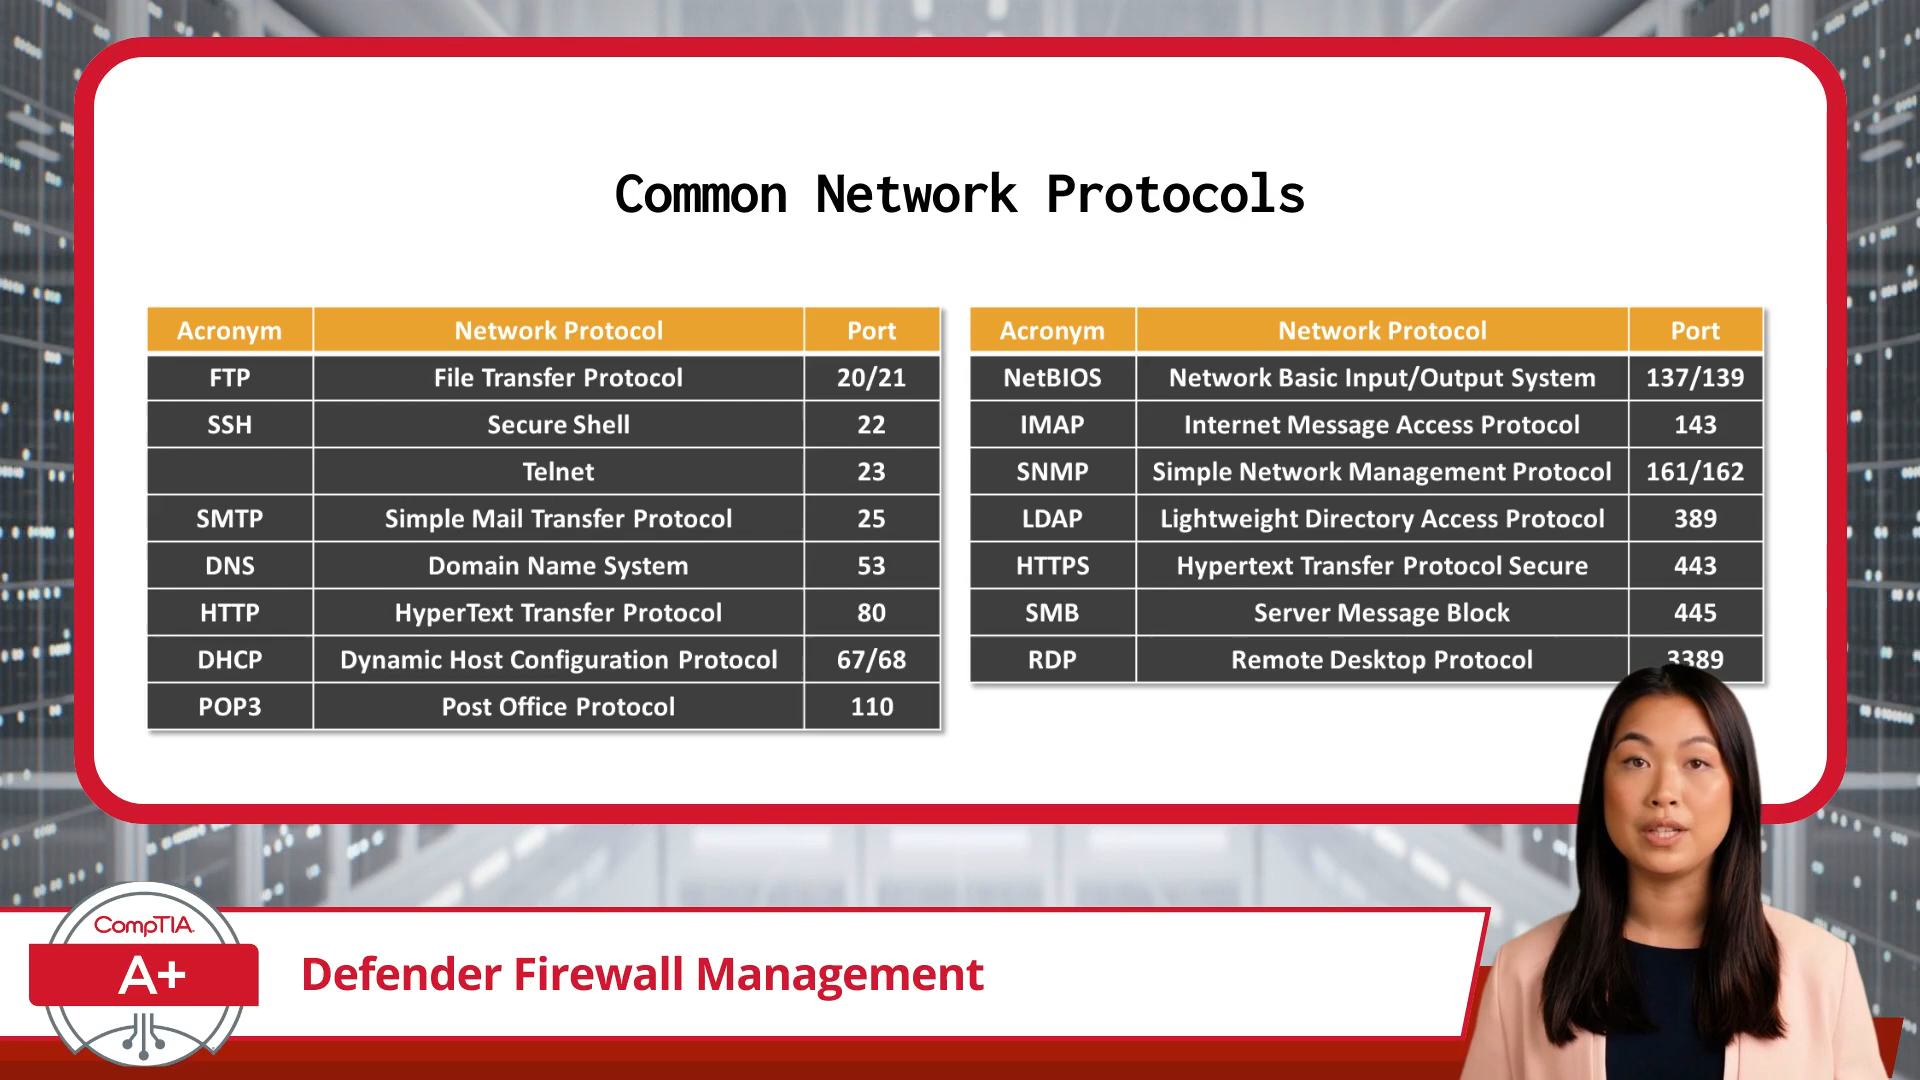 Common Network Protocols
Acronym Network Protocol Port
FTP File Transfer Protocol 20/21
SSH Secure Shell 22
Telnet 23
SMTP Simple Mail Transfer Protocol 25
DNS Domain Name System 53
HTTP HyperText Transfer Protocol 80
DHCP Dynamic Host Configuration Protocol 67/68
POP3 Post Office Protocol 110
Acronym Network Protocol Port
NetBIOS Network Basic Input/Output System 137/139
IMAP Internet Message Access Protocol 143
SNMP Simple Network Management Protocol 161/162
LDAP Lightweight Directory Access Protocol 389
HTTPS Hypertext Transfer Protocol Secure 443
SMB Server Message Block 445
RDP Remote Desktop Protocol 3389
CompTIA.
A+
Defender Firewall Management